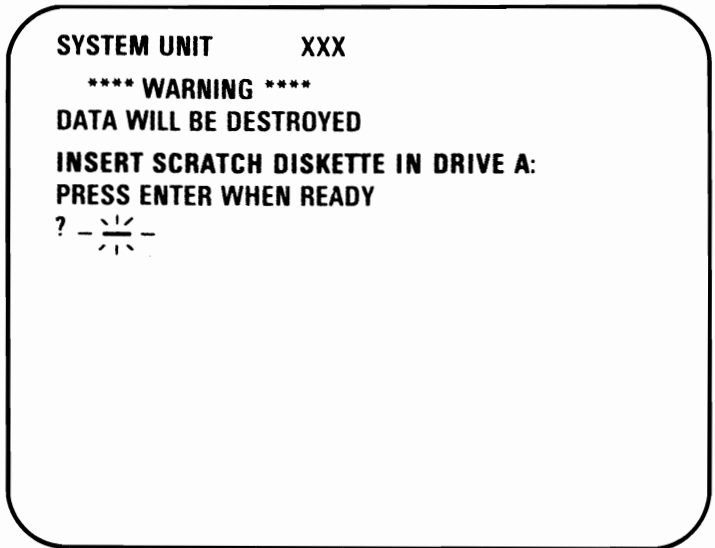 SYSTEM UNIT XXX
**** WARNING ****
DATA WILL BE DESTROYED
INSERT SCRATCH DISKETTE IN DRIVE A:
PRESS ENTER WHEN READY
? _ _ _